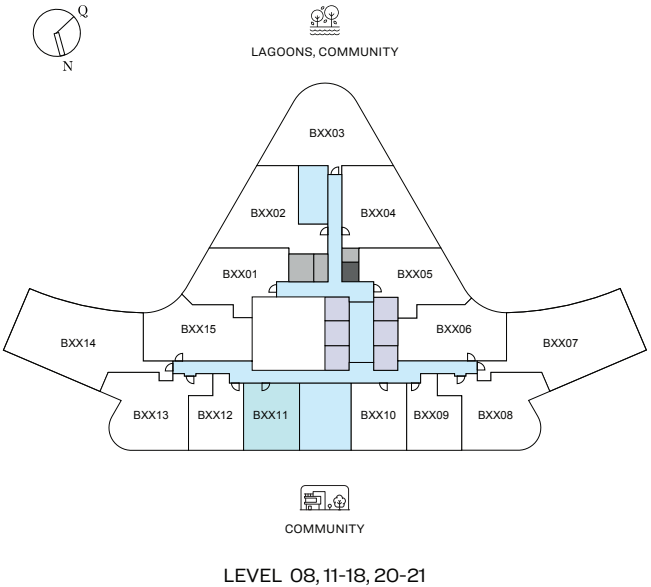 Q
N
LAGOONS, COMMUNITY
BXX03
BXX02
BXX04
BXX01
BXX05
BXX14
BXX15
BXX06
BXX07
BXX13
BXX12
BXX11
BXX10
BXX09
BXX08
COMMUNITY
LEVEL 08, 11-18, 20-21